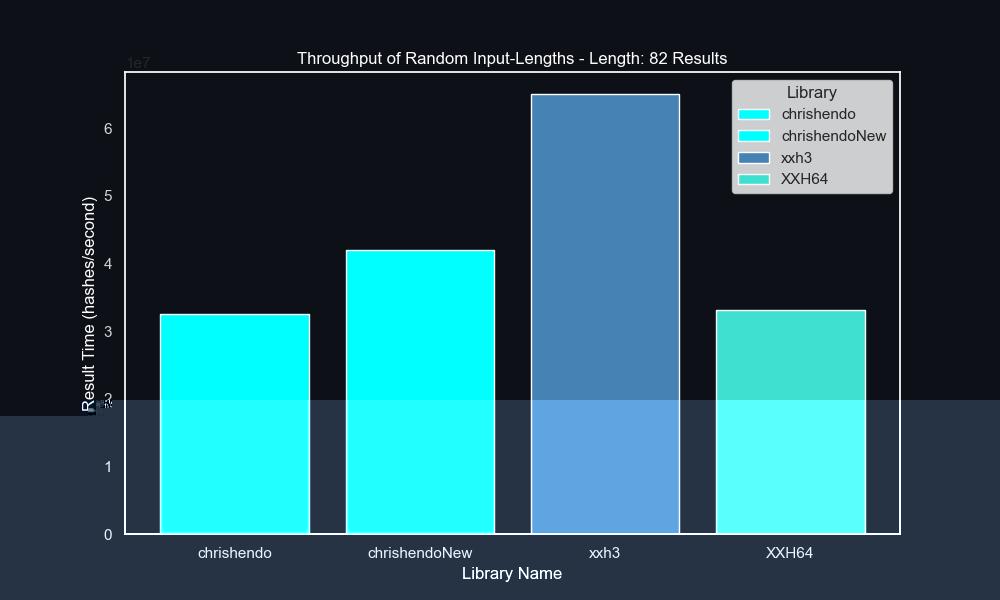 Throughput of Random Input-Lengths - Length: 82 Results
1e7
Library
chrishendo
chrishendoNew
xxh3
XXH64
6
5
4
3
2
1
0
Result Time (hashes/second)
chrishendo
chrishendoNew
xxh3
XXH64
Library Name